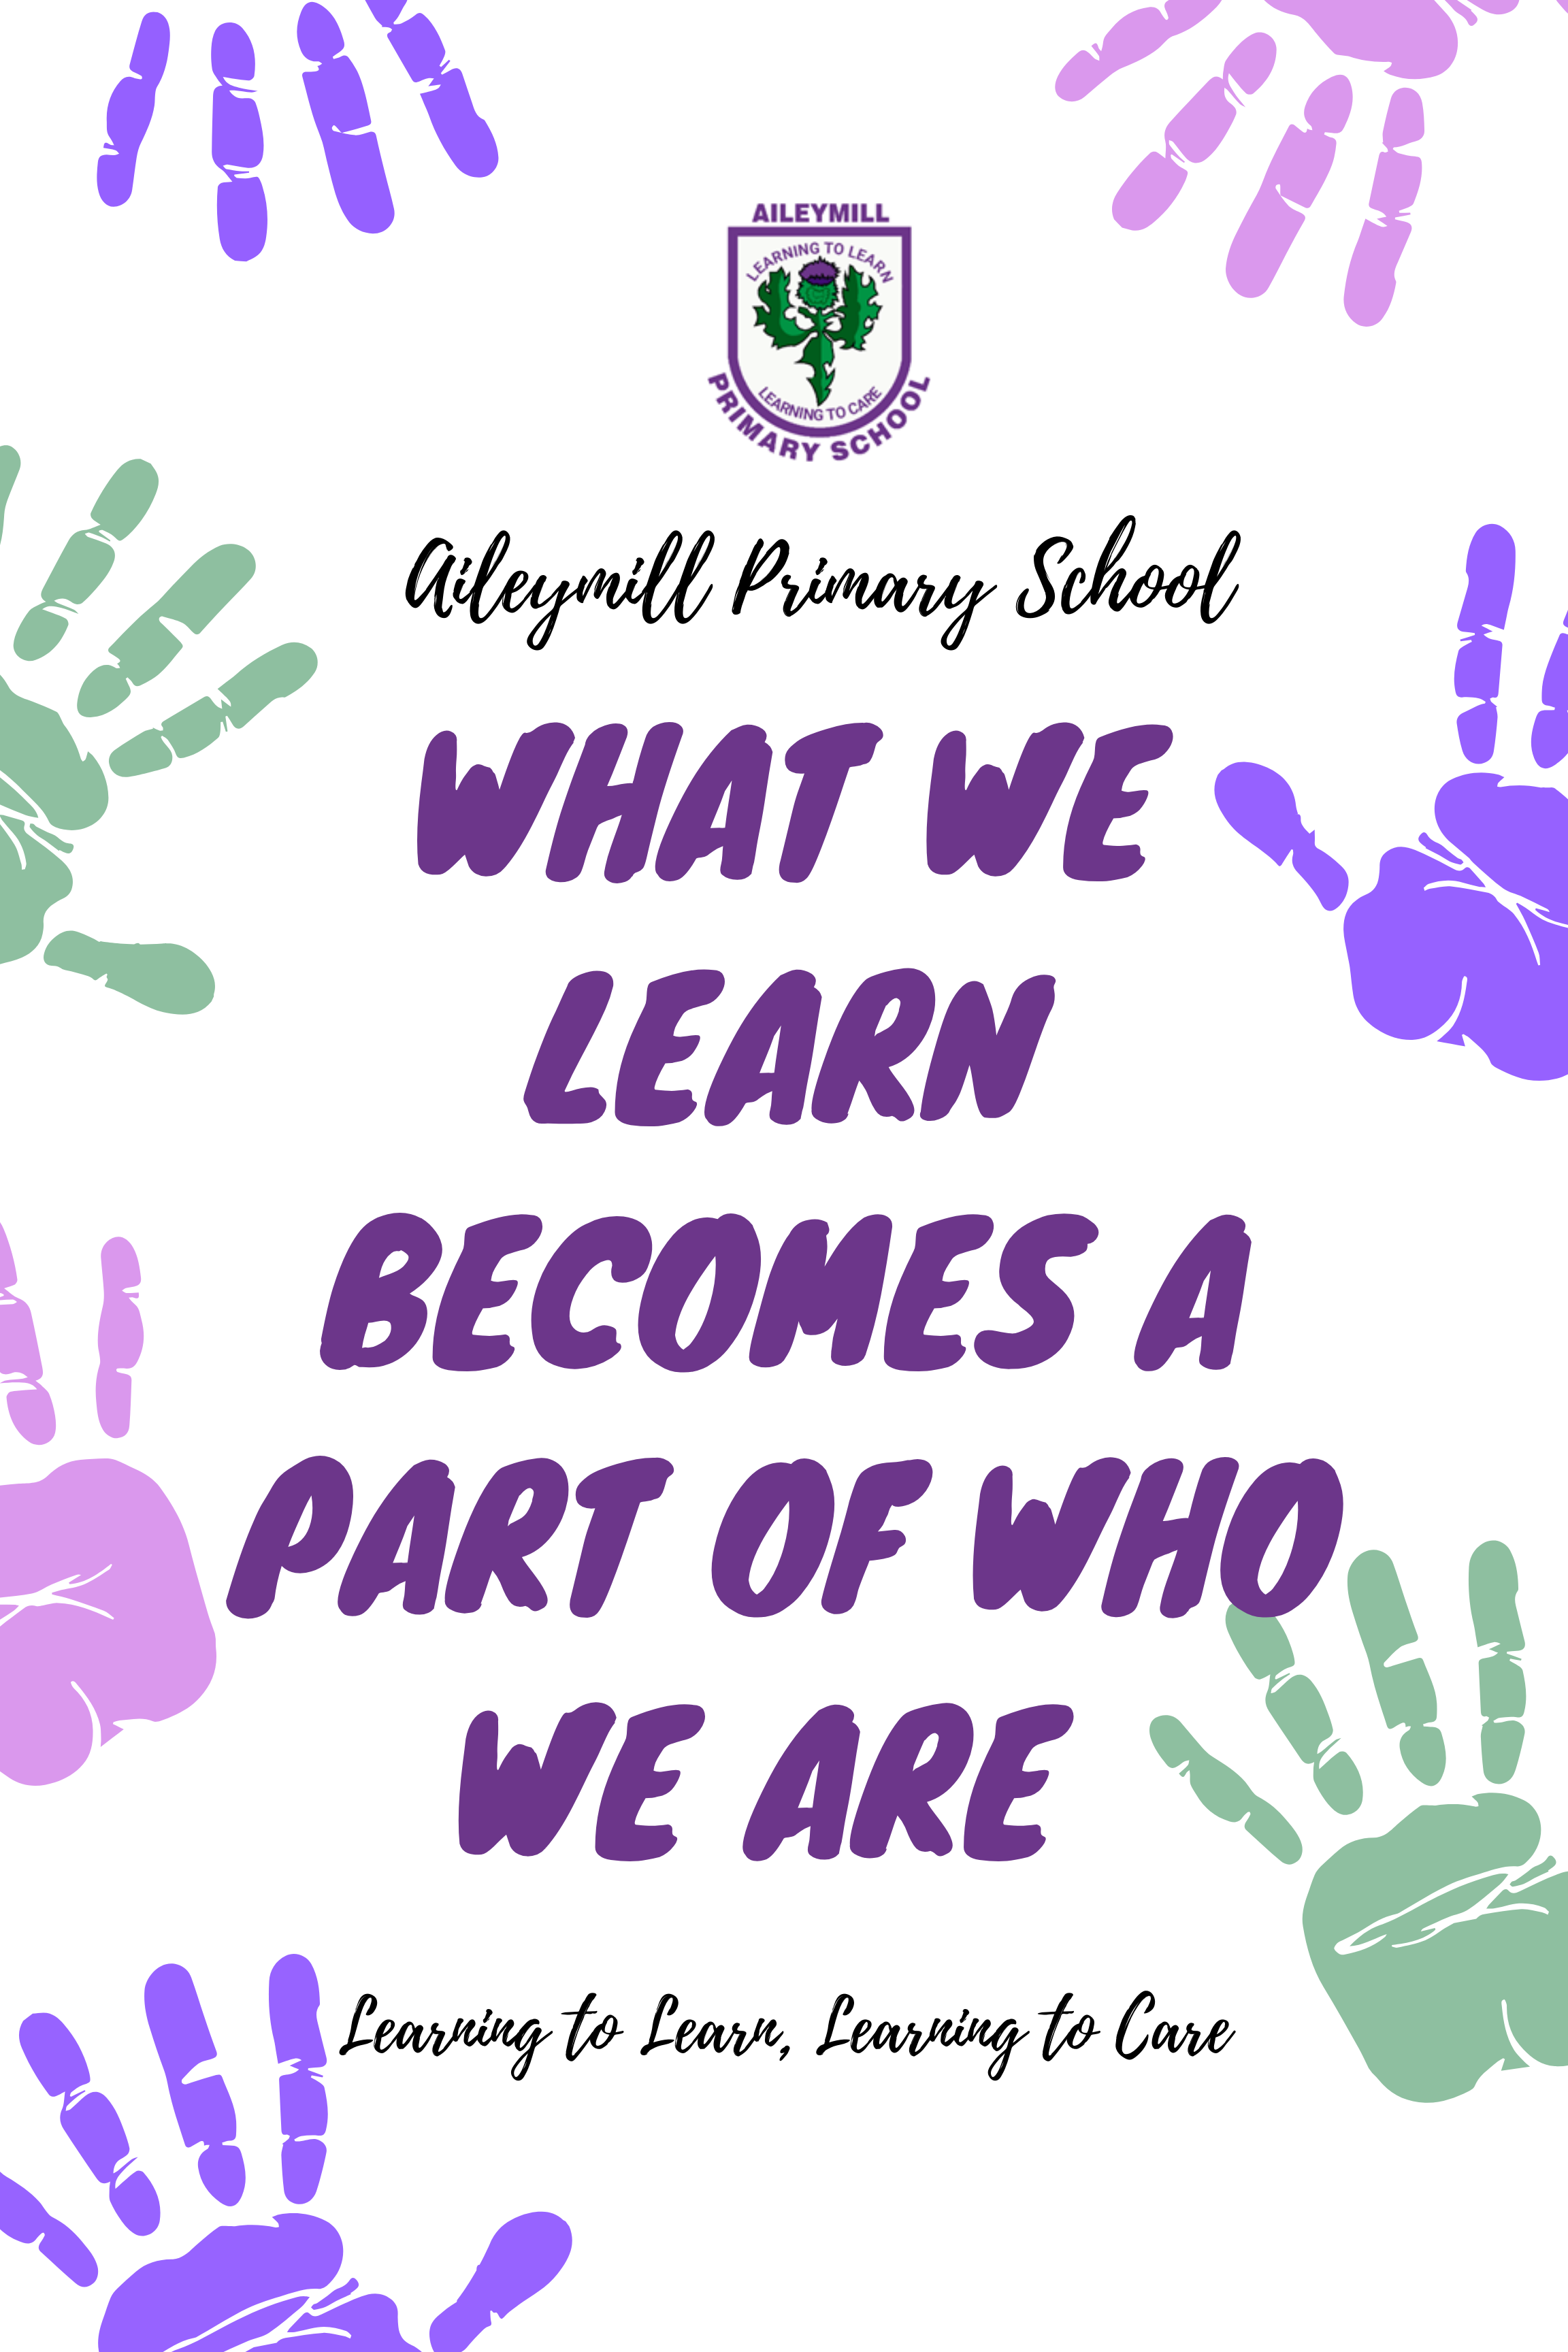 AILEYMILL
LEARNING TO LEARN
LEARNING TO CARE
PRIMARY SCHOOL
Aileymill Primary School
WHAT WE
LEARN
BECOMES A
PART OF WHO
WE ARE
Learning to Learn, Learning to Care